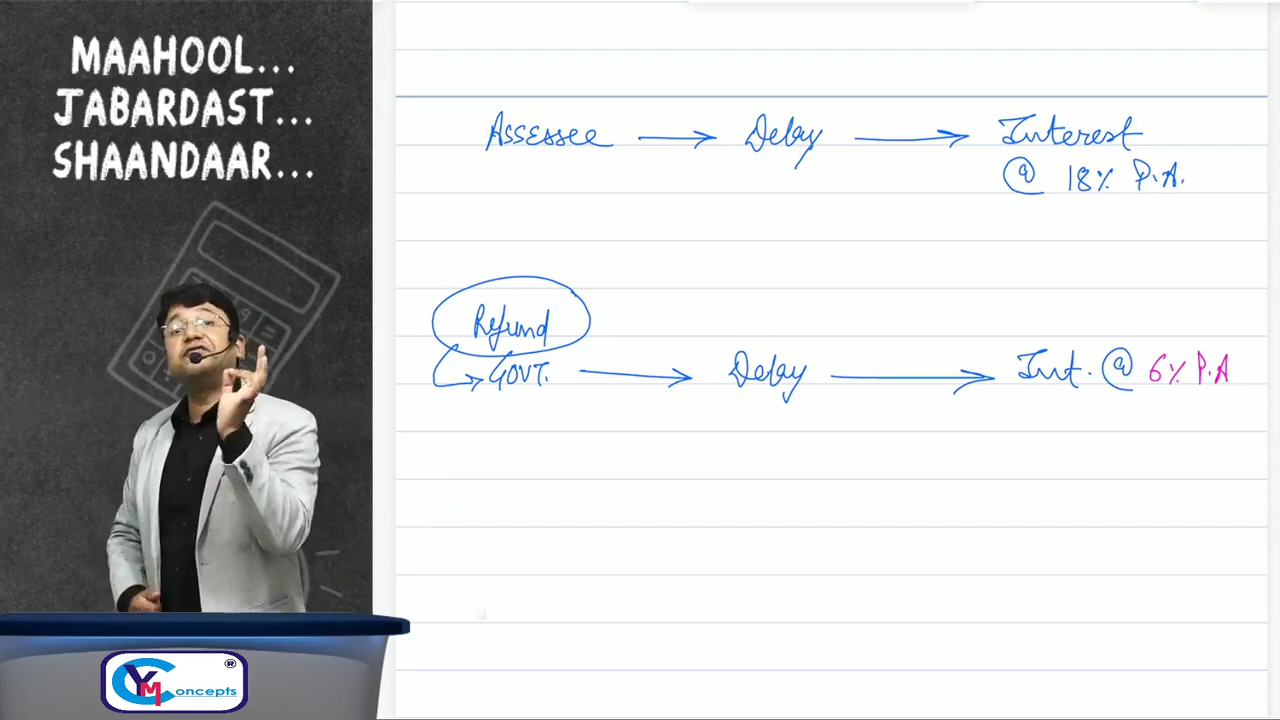 MAAHOOL...
JABARDAST...
SHAANDAAR...
Assessee → Delay → Interest
@ 18% P.A.
Refund
GOVT. → Delay → Int. @ 6% P.A
YM Concepts ®